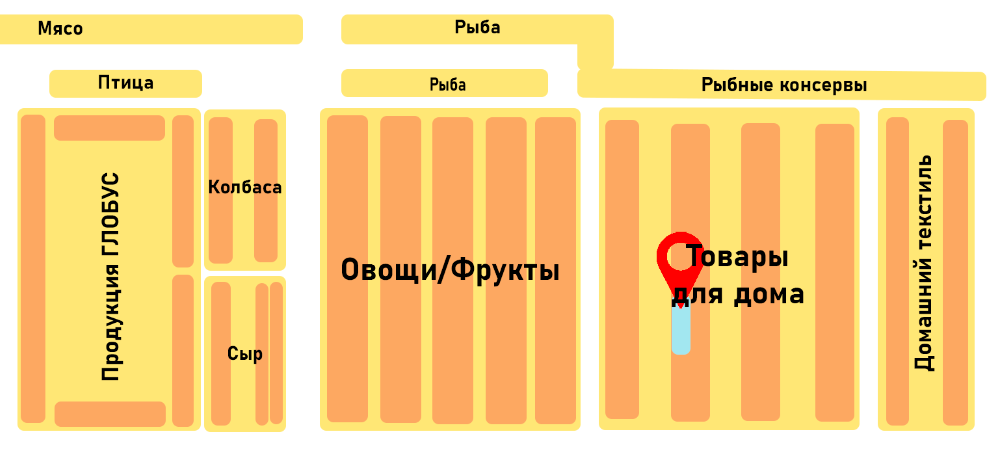 Мясо
Рыба
Птица
Рыба
Рыбные консервы
Продукция ГЛОБУС
Колбаса
Сыр
Овощи/Фрукты
Товары
для дома
Домашний текстиль